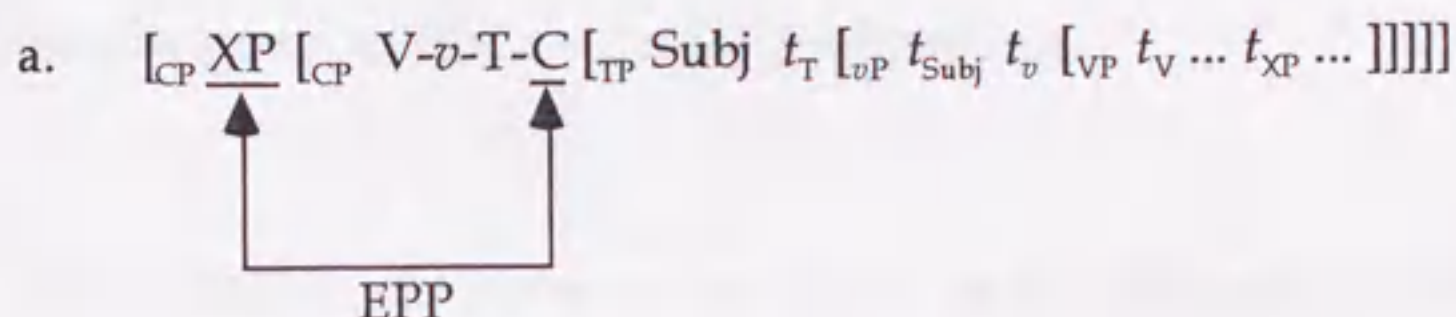 a. [CP XP [CP V-v-T-C [TP Subj tT [vP tSubj tv [VP tV ... tXP ... ]]]]]
EPP